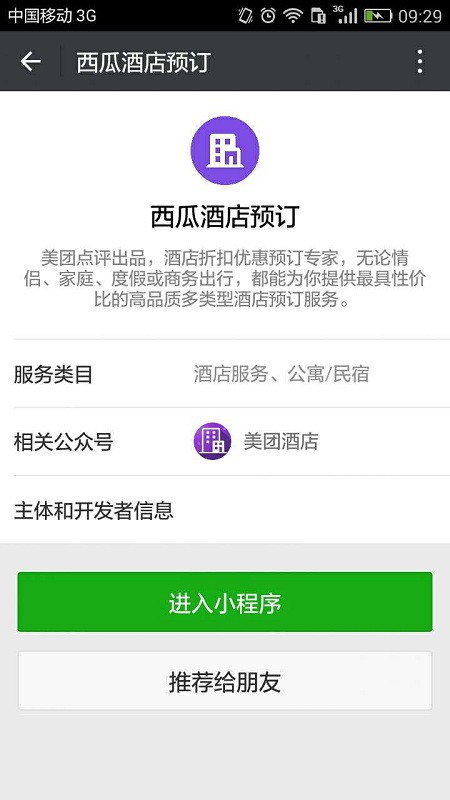 中国移动 3G
3G
09:29
西瓜酒店预订
西瓜酒店预订
美团点评出品，酒店折扣优惠预订专家，无论情
侣、家庭、度假或商务出行，都能为你提供最具性价
比的高品质多类型酒店预订服务。
服务类目 酒店服务、公寓/民宿
相关公众号 美团酒店
主体和开发者信息
进入小程序
推荐给朋友